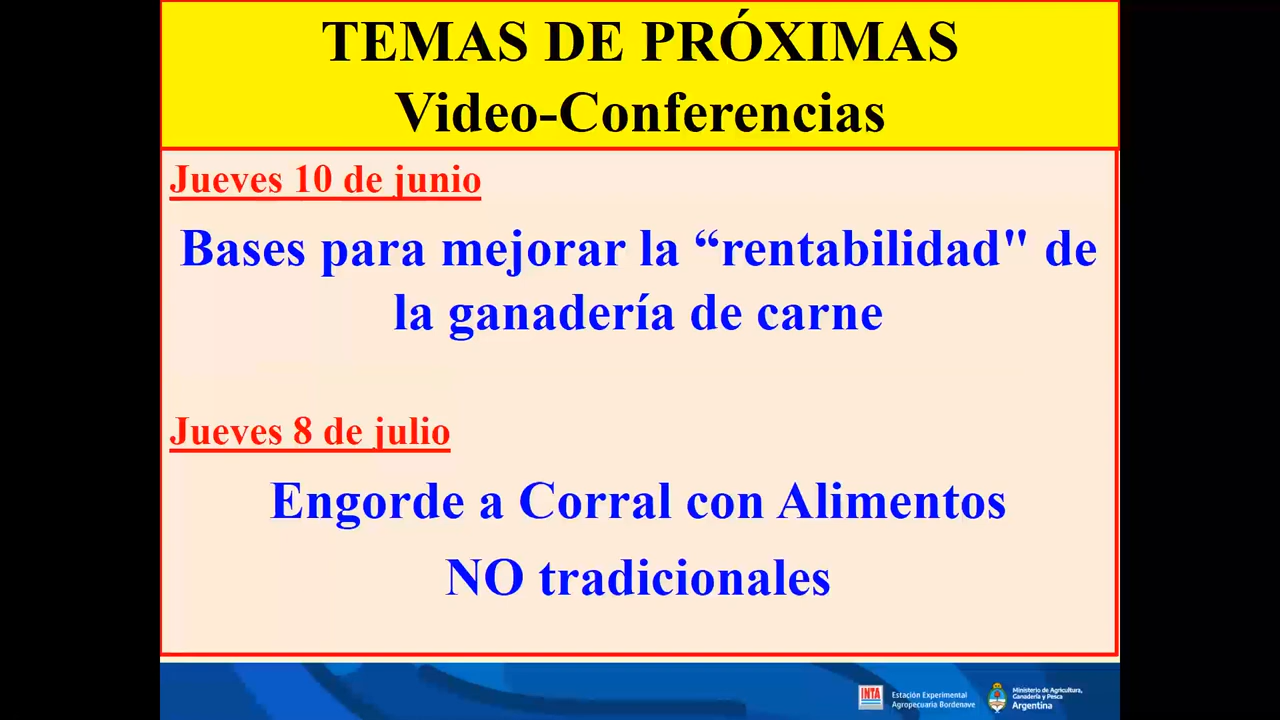 TEMAS DE PRÓXIMAS
Video-Conferencias
Jueves 10 de junio
Bases para mejorar la “rentabilidad" de
la ganadería de carne
Jueves 8 de julio
Engorde a Corral con Alimentos
NO tradicionales
INTA
Estación Experimental
Agropecuaria Bordenave
Ministerio de Agricultura,
Ganadería y Pesca
Argentina